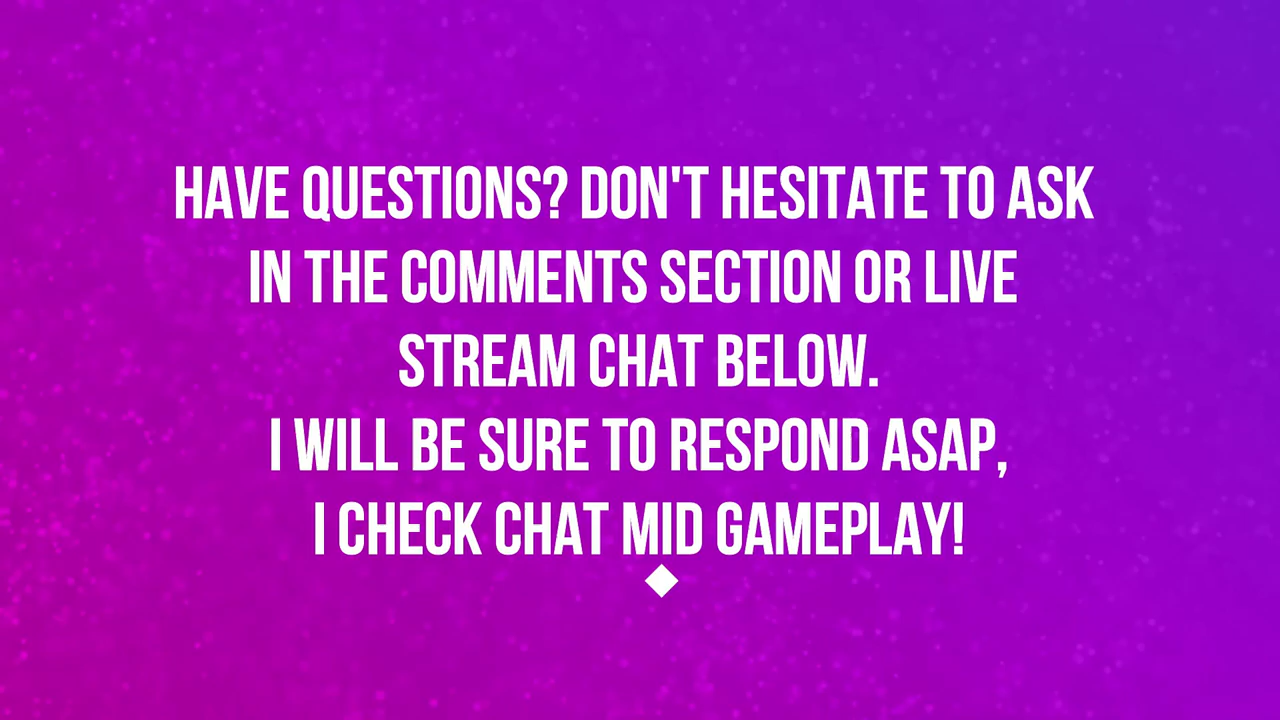 HAVE QUESTIONS? DON'T HESITATE TO ASK
IN THE COMMENTS SECTION OR LIVE
STREAM CHAT BELOW.
I WILL BE SURE TO RESPOND ASAP,
I CHECK CHAT MID GAMEPLAY!